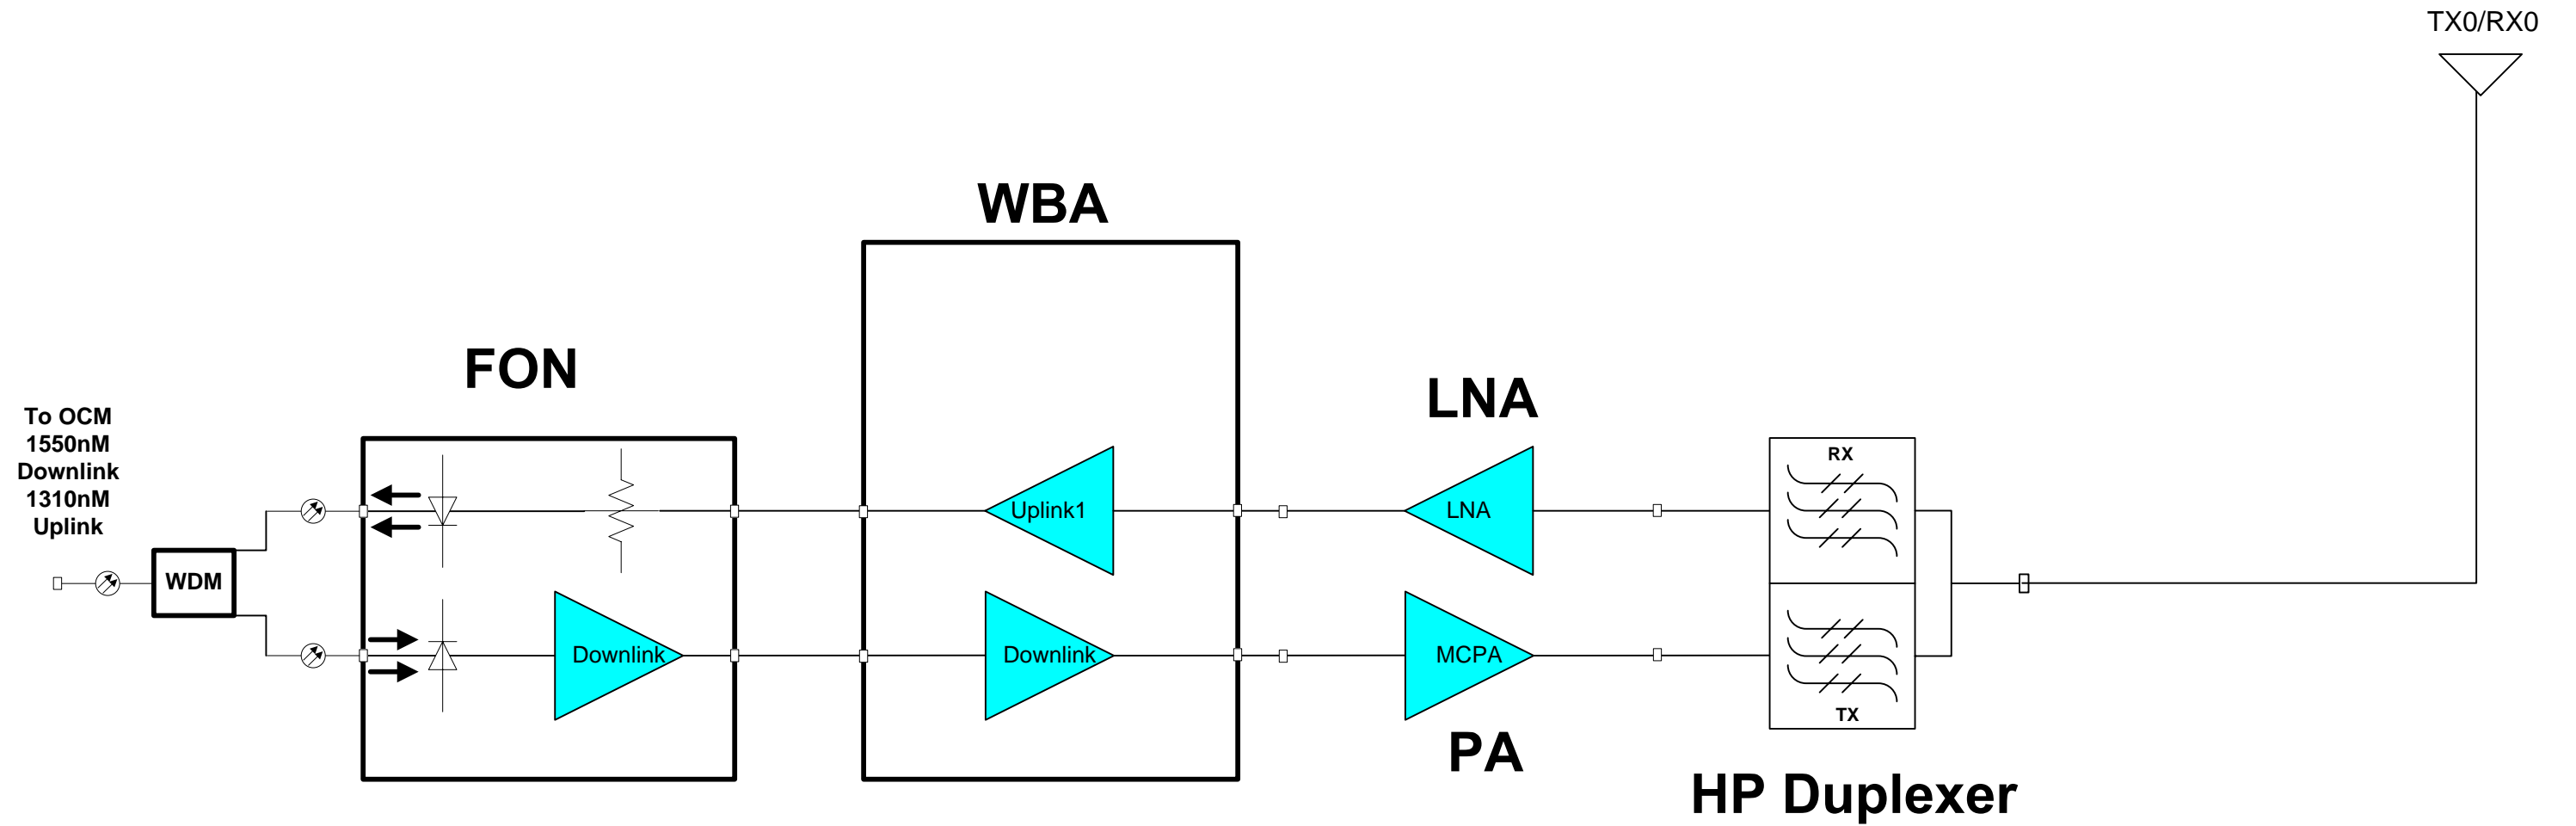 TX0/RX0
WBA
FON
LNA
To OCM
1550nM
Downlink
1310nM
Uplink
RX
Uplink1
LNA
WDM
Downlink
Downlink
MCPA
TX
PA
HP Duplexer